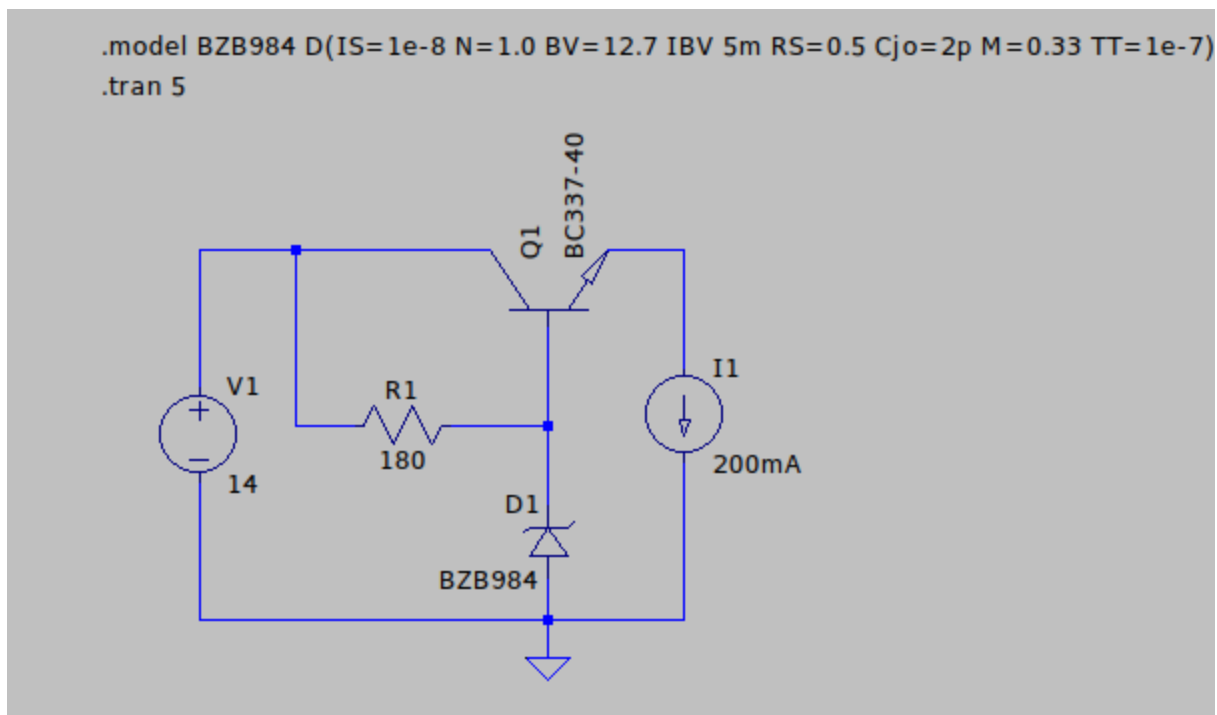 .model BZB984 D(IS=1e-8 N=1.0 BV=12.7 IBV 5m RS=0.5 Cjo=2p M=0.33 TT=1e-7)
.tran 5
Q1
BC337-40
V1
14
R1
180
I1
200mA
D1
BZB984